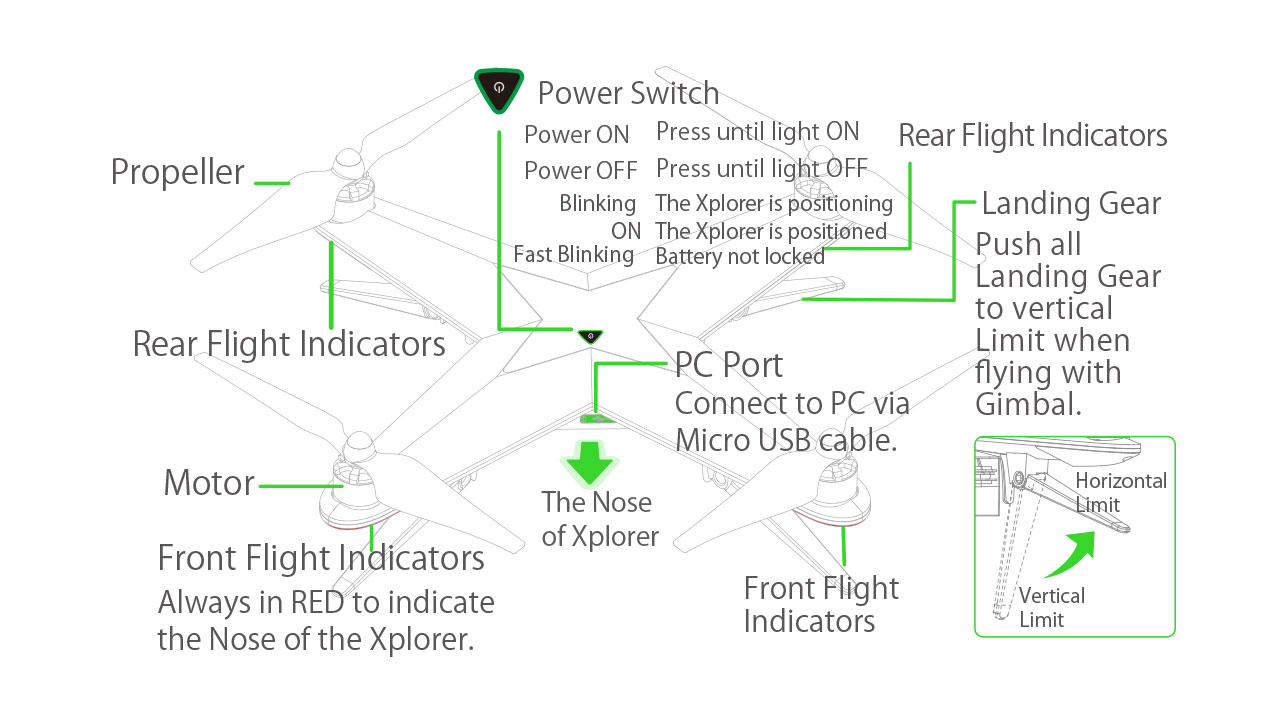 Power Switch
Power ON Press until light ON
Power OFF Press until light OFF
Blinking The Xplorer is positioning
ON The Xplorer is positioned
Fast Blinking Battery not locked
Rear Flight Indicators
Propeller
Landing Gear
Push all
Landing Gear
to vertical
Limit when
flying with
Gimbal.
Rear Flight Indicators
PC Port
Connect to PC via
Micro USB cable.
Motor
The Nose
of Xplorer
Horizontal
Limit
Vertical
Limit
Front Flight Indicators
Always in RED to indicate
the Nose of the Xplorer.
Front Flight
Indicators